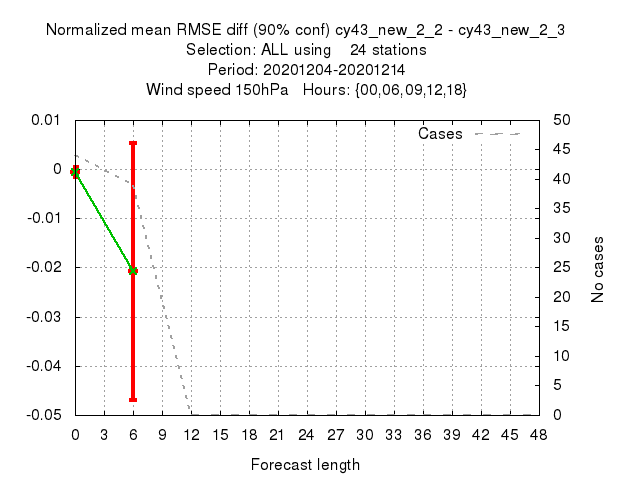 Normalized mean RMSE diff (90% conf) cy43_new_2_2 - cy43_new_2_3
Selection: ALL using    24 stations
Period: 20201204-20201214
Wind speed 150hPa   Hours: {00,06,09,12,18}
Cases
0.01
0
-0.01
-0.02
-0.03
-0.04
-0.05
50
45
40
35
30
25
20
15
10
5
0
No cases
0 3 6 9 12 15 18 21 24 27 30 33 36 39 42 45 48
Forecast length